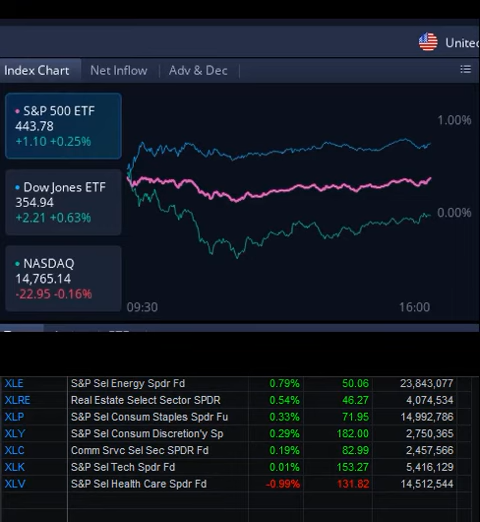 United
Index Chart Net Inflow Adv & Dec
S&P 500 ETF
443.78
+1.10 +0.25%
1.00%
Dow Jones ETF
354.94
+2.21 +0.63%
0.00%
NASDAQ
14,765.14
-22.95 -0.16%
09:30 16:00
XLE S&P Sel Energy Spdr Fd 0.79% 50.06 23,843,077
XLRE Real Estate Select Sector SPDR 0.54% 46.27 4,074,534
XLP S&P Sel Consum Staples Spdr Fu 0.33% 71.95 14,992,786
XLY S&P Sel Consum Discretion'y Sp 0.29% 182.00 2,750,365
XLC Comm Srvc Sel Sec SPDR Fd 0.19% 82.99 2,457,566
XLK S&P Sel Tech Spdr Fd 0.01% 153.27 5,416,129
XLV S&P Sel Health Care Spdr Fd -0.99% 131.82 14,512,544